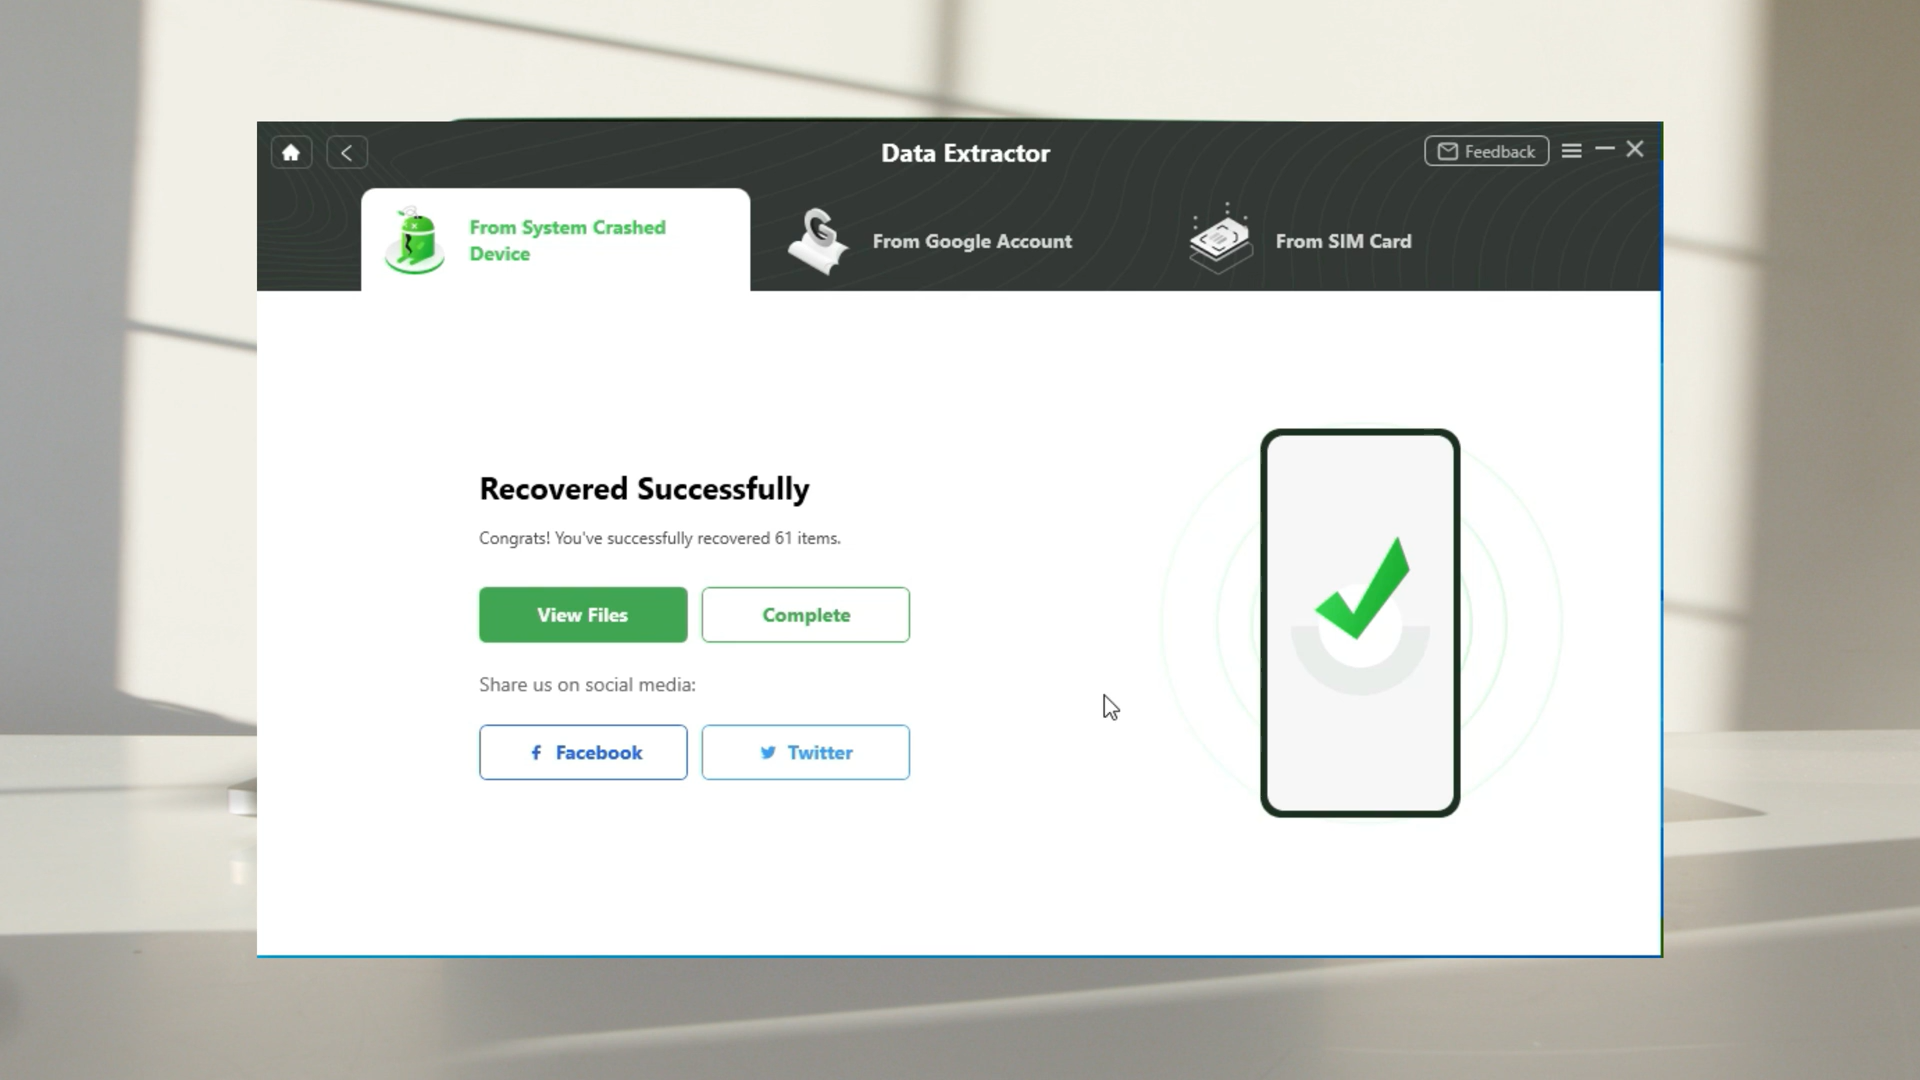 Data Extractor
Feedback
From System Crashed
Device
From Google Account
From SIM Card
Recovered Successfully
Congrats! You've successfully recovered 61 items.
View Files
Complete
Share us on social media:
Facebook
Twitter